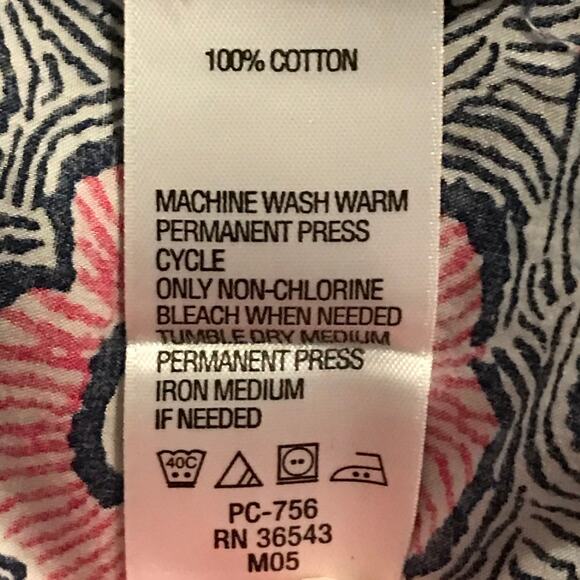 100% COTTON
MACHINE WASH WARM
PERMANENT PRESS
CYCLE
ONLY NON-CHLORINE
BLEACH WHEN NEEDED
TUMBLE DRY MEDIUM
PERMANENT PRESS
IRON MEDIUM
IF NEEDED
40C
PC-756
RN 36543
M05